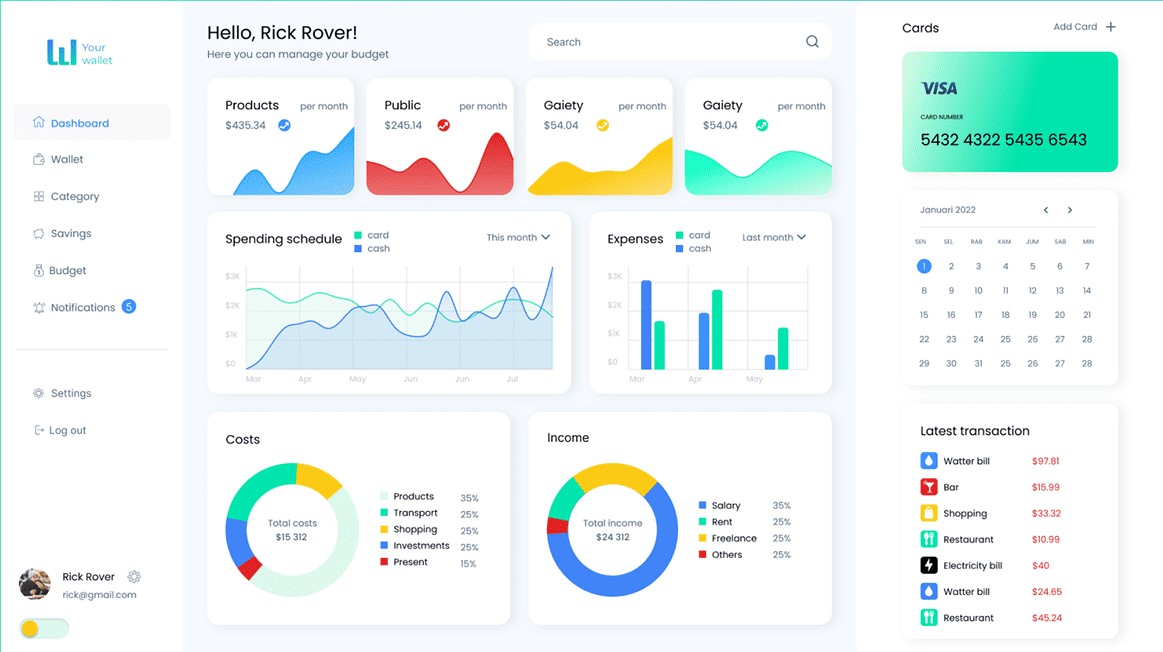 Your
wallet
Dashboard
Wallet
Category
Savings
Budget
Notifications 5
Settings
Log out
Rick Rover
rick@gmail.com
Hello, Rick Rover!
Here you can manage your budget
Search
Products per month
$435.34
Public per month
$245.14
Gaiety per month
$54.04
Gaiety per month
$54.04
Spending schedule
card
cash
This month
$3K
$2K
$1K
$0
Mar Apr May Jun Jun Jul
Expenses
card
cash
Last month
$3K
$2K
$1K
$0
Mar Apr May
Costs
Total costs
$15 312
Products 35%
Transport 25%
Shopping 25%
Investments 25%
Present 15%
Income
Total income
$24 312
Salary 35%
Rent 25%
Freelance 25%
Others 25%
Cards
Add Card +
VISA
CARD NUMBER
5432 4322 5435 6543
Januari 2022
SEN SEL RAB KAM JUM SAB MIN
1 2 3 4 5 6 7
8 9 10 11 12 13 14
15 16 17 18 19 20 21
22 23 24 25 26 27 28
29 30 31 25 26 27 28
Latest transaction
Watter bill $97.81
Bar $15.99
Shopping $33.32
Restaurant $10.99
Electricity bill $40
Watter bill $24.65
Restaurant $45.24